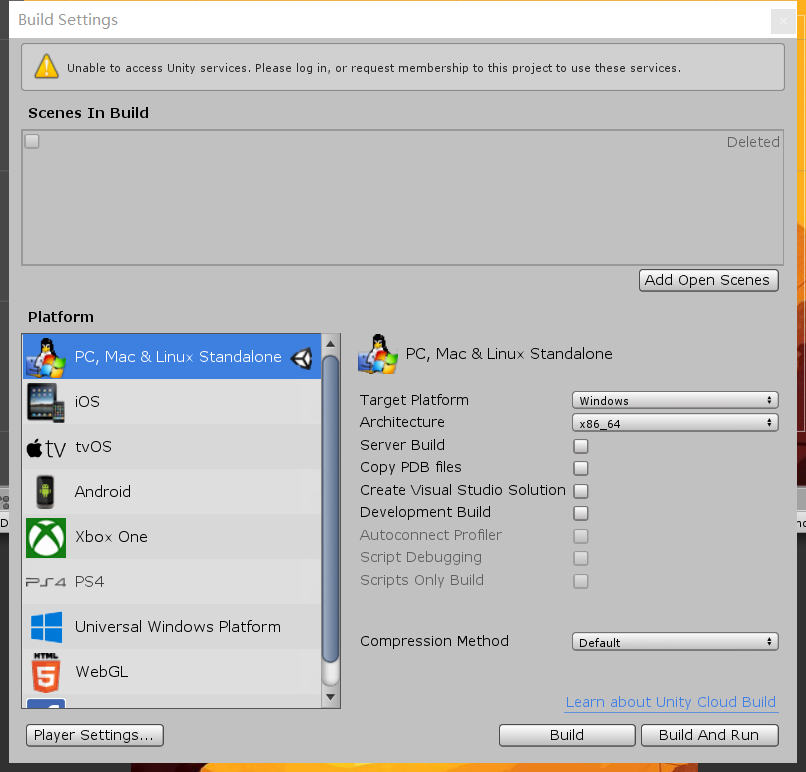 Build Settings
Unable to access Unity services. Please log in, or request membership to this project to use these services.
Scenes In Build
Deleted
Add Open Scenes
Platform
PC, Mac & Linux Standalone
iOS
tv tvOS
Android
Xbox One
PS4 PS4
Universal Windows Platform
HTML
5 WebGL
PC, Mac & Linux Standalone
Target Platform Windows
Architecture x86_64
Server Build
Copy PDB files
Create Visual Studio Solution
Development Build
Autoconnect Profiler
Script Debugging
Scripts Only Build
Compression Method Default
Learn about Unity Cloud Build
Player Settings... Build Build And Run